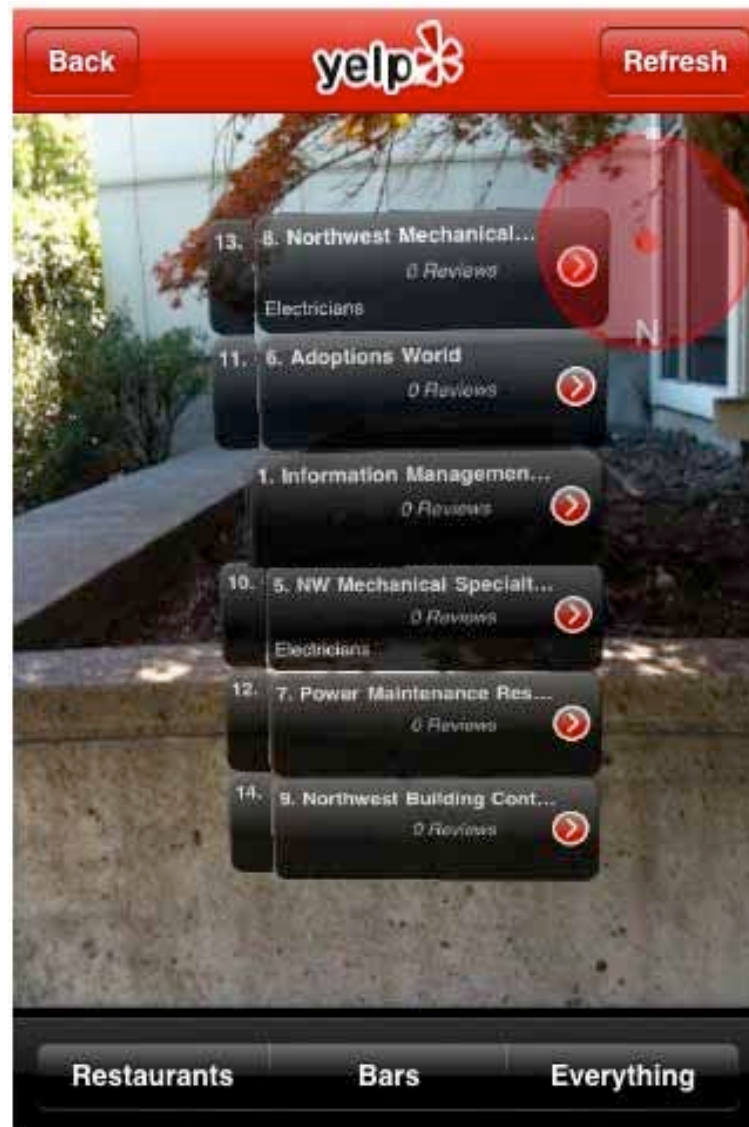 Back
yelp
Refresh
13.
8. Northwest Mechanical...
0 Reviews
Electricians
N
11.
6. Adoptions World
0 Reviews
1. Information Managemen...
0 Reviews
10.
5. NW Mechanical Specialt...
0 Reviews
Electricians
12.
7. Power Maintenance Res...
0 Reviews
14.
9. Northwest Building Cont...
0 Reviews
Restaurants
Bars
Everything